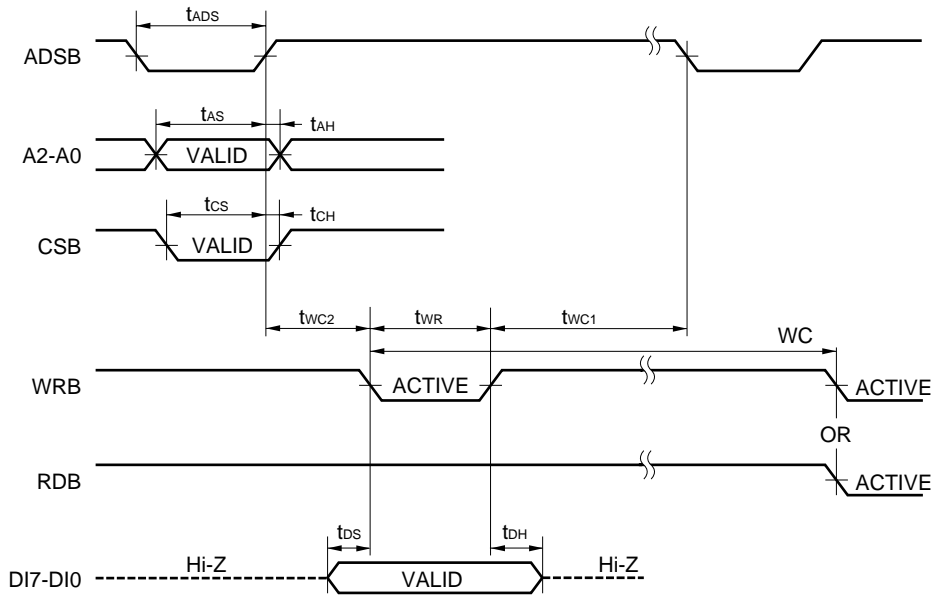 tADS
ADSB
tAS
tAH
A2-A0
VALID
tCS
tCH
CSB
VALID
tWC2
tWR
tWC1
WC
WRB
ACTIVE
ACTIVE
OR
RDB
ACTIVE
tDS
tDH
DI7-DI0
Hi-Z
VALID
Hi-Z